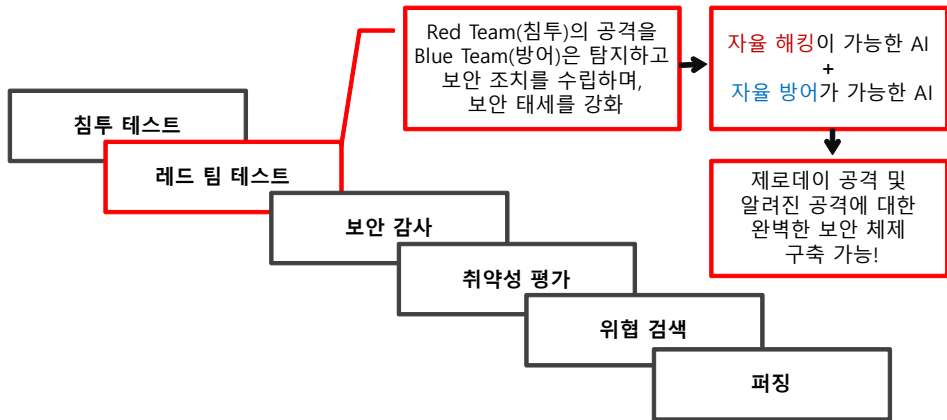 Red Team(침투)의 공격을
Blue Team(방어)은 탐지하고
보안 조치를 수립하며,
보안 태세를 강화
자율 해킹이 가능한 AI
+
자율 방어가 가능한 AI
제로데이 공격 및
알려진 공격에 대한
완벽한 보안 체제
구축 가능!
침투 테스트
레드 팀 테스트
보안 감사
취약성 평가
위협 검색
퍼징